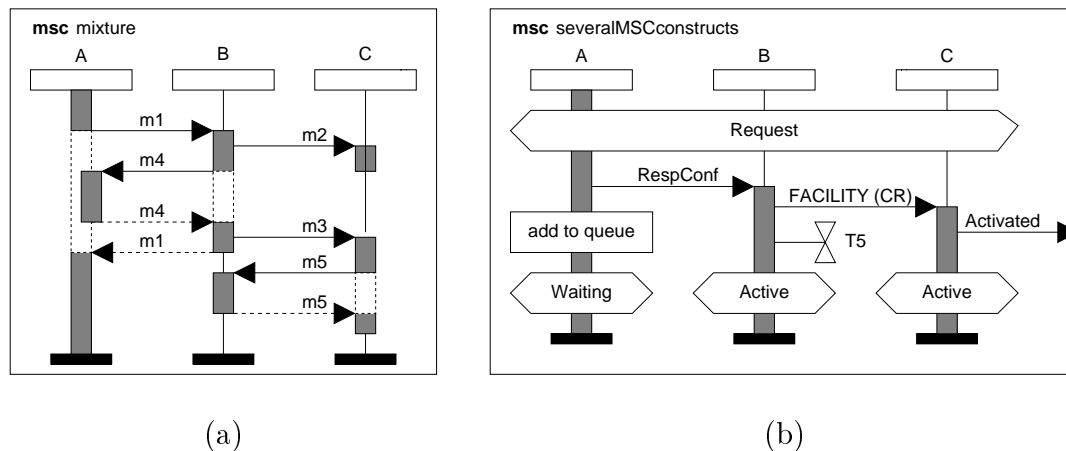 msc mixture
A
B
C
m1
m2
m4
m4
m3
m1
m5
m5
(a)
msc severalMSCconstructs
A
B
C
Request
RespConf
FACILITY (CR)
Activated
add to queue
T5
Waiting
Active
Active
(b)